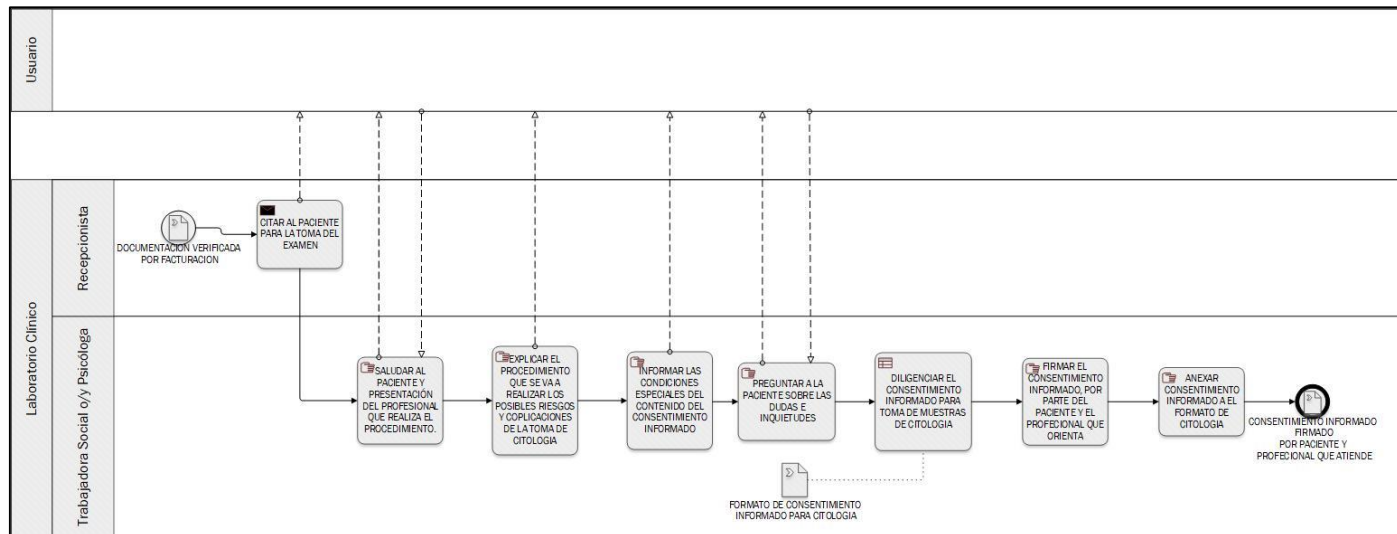 Usuario
Laboratorio Clínico
Recepcionista
DOCUMENTACION VERIFICADA
POR FACTURACION
CITAR AL PACIENTE
PARA LA TOMA DEL
EXAMEN
Trabajadora Social o/y Psicóloga
SALUDAR AL
PACIENTE Y
PRESENTACIÓN
DEL PROFESIONAL
QUE REALIZA EL
PROCEDIMIENTO.
EXPLICAR EL
PROCEDIMIENTO
QUE SE VA A
REALIZAR LOS
POSIBLES RIESGOS
Y COPLICACIONES
DE LA TOMA DE
CITOLOGIA
INFORMAR LAS
CONDICIONES
ESPECIALES DEL
CONTENIDO DEL
CONSENTIMIENTO
INFORMADO
PREGUNTAR A LA
PACIENTE SOBRE LAS
DUDAS E
INQUIETUDES
DILIGENCIAR EL
CONSENTIMIENTO
INFORMADO PARA
TOMA DE MUESTRAS
DE CITOLOGIA
FORMATO DE CONSENTIMIENTO
INFORMADO PARA CITOLOGIA
FIRMAR EL
CONSENTIMIENTO
INFORMADO, POR
PARTE DEL
PACIENTE Y EL
PROFECIONAL QUE
ORIENTA
ANEXAR
CONSENTIMIENTO
INFORMADO A EL
FORMATO DE
CITOLOGIA
CONSENTIMIENTO INFORMADO
FIRMADO
POR PACIENTE Y
PROFECIONAL QUE ATIENDE